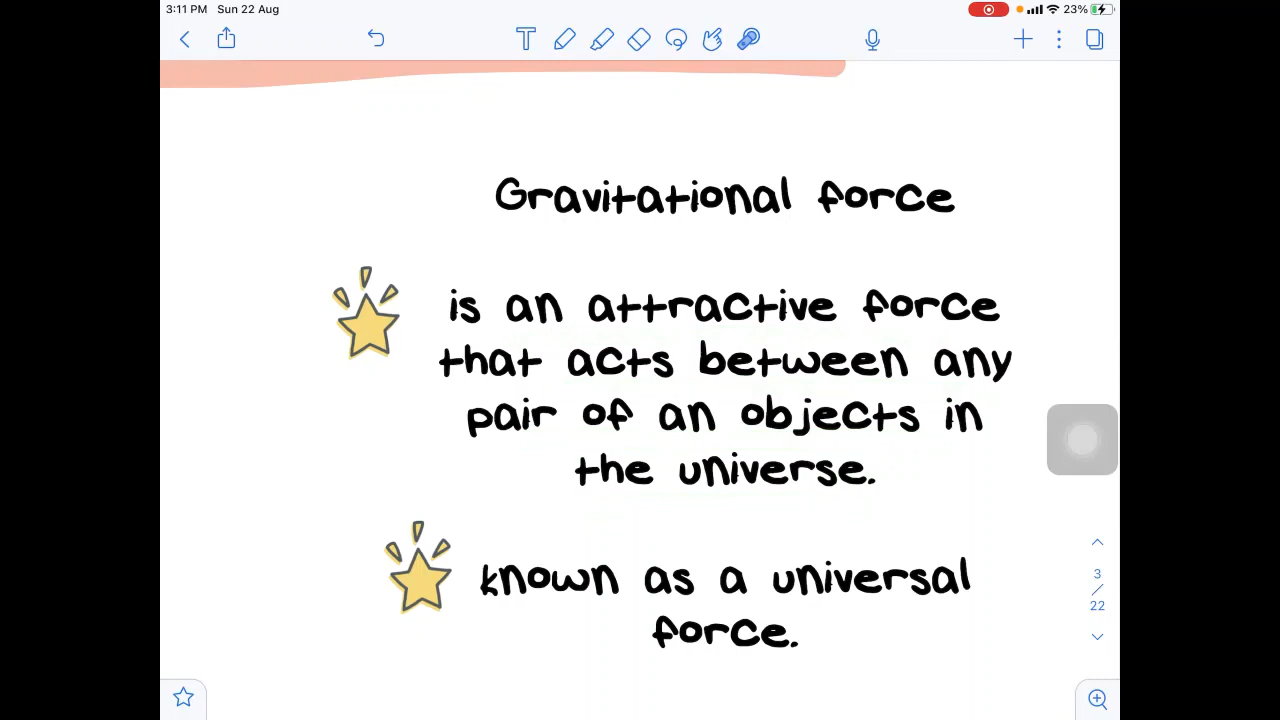 3:11 PM Sun 22 Aug 23%
T
Gravitational force
is an attractive force
that acts between any
pair of an objects in
the universe.
known as a universal
force.
3
/
22